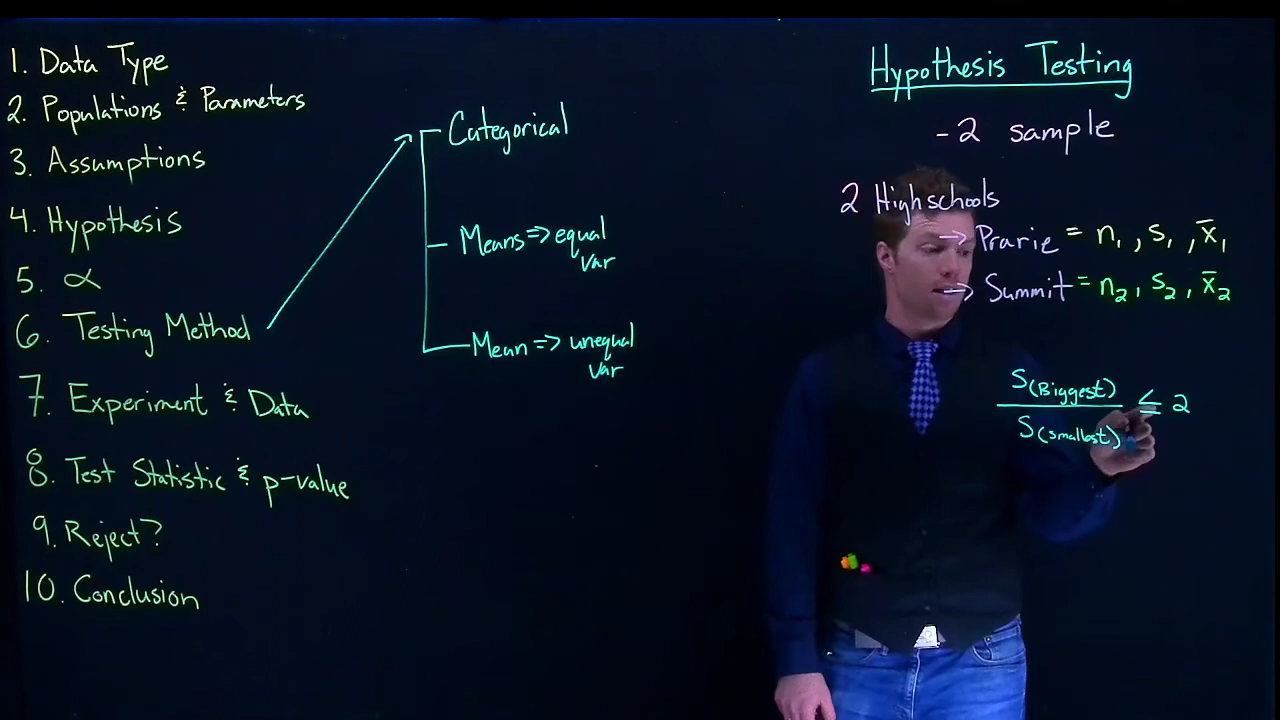 1. Data Type
2. Populations & Parameters
3. Assumptions
4. Hypothesis
5. α
6. Testing Method
7. Experiment & Data
8. Test Statistic & p-value
9. Reject?
10. Conclusion
Categorical
Means => equal
var
Mean => unequal
var
Hypothesis Testing
- 2 sample
2 Highschools
→ Prarie = n₁, s₁, x̄₁
→ Summit = n₂, s₂, x̄₂
S(Biggest)
S(smallest)
≤ 2